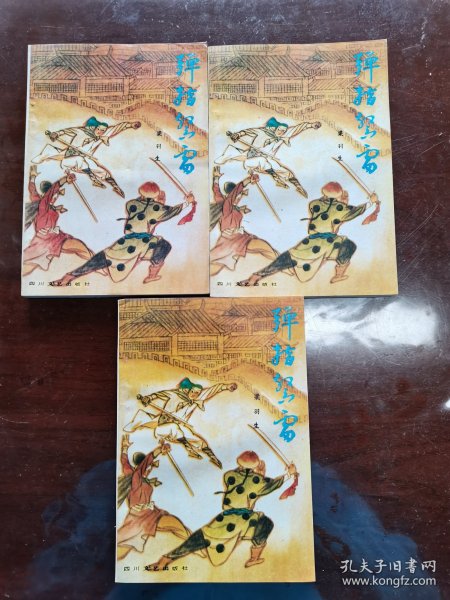 弹指惊雷
梁羽生
四川文艺出版社
弹指惊雷
梁羽生
四川文艺出版社
弹指惊雷
梁羽生
四川文艺出版社
孔夫子旧书网
www.kongfz.com